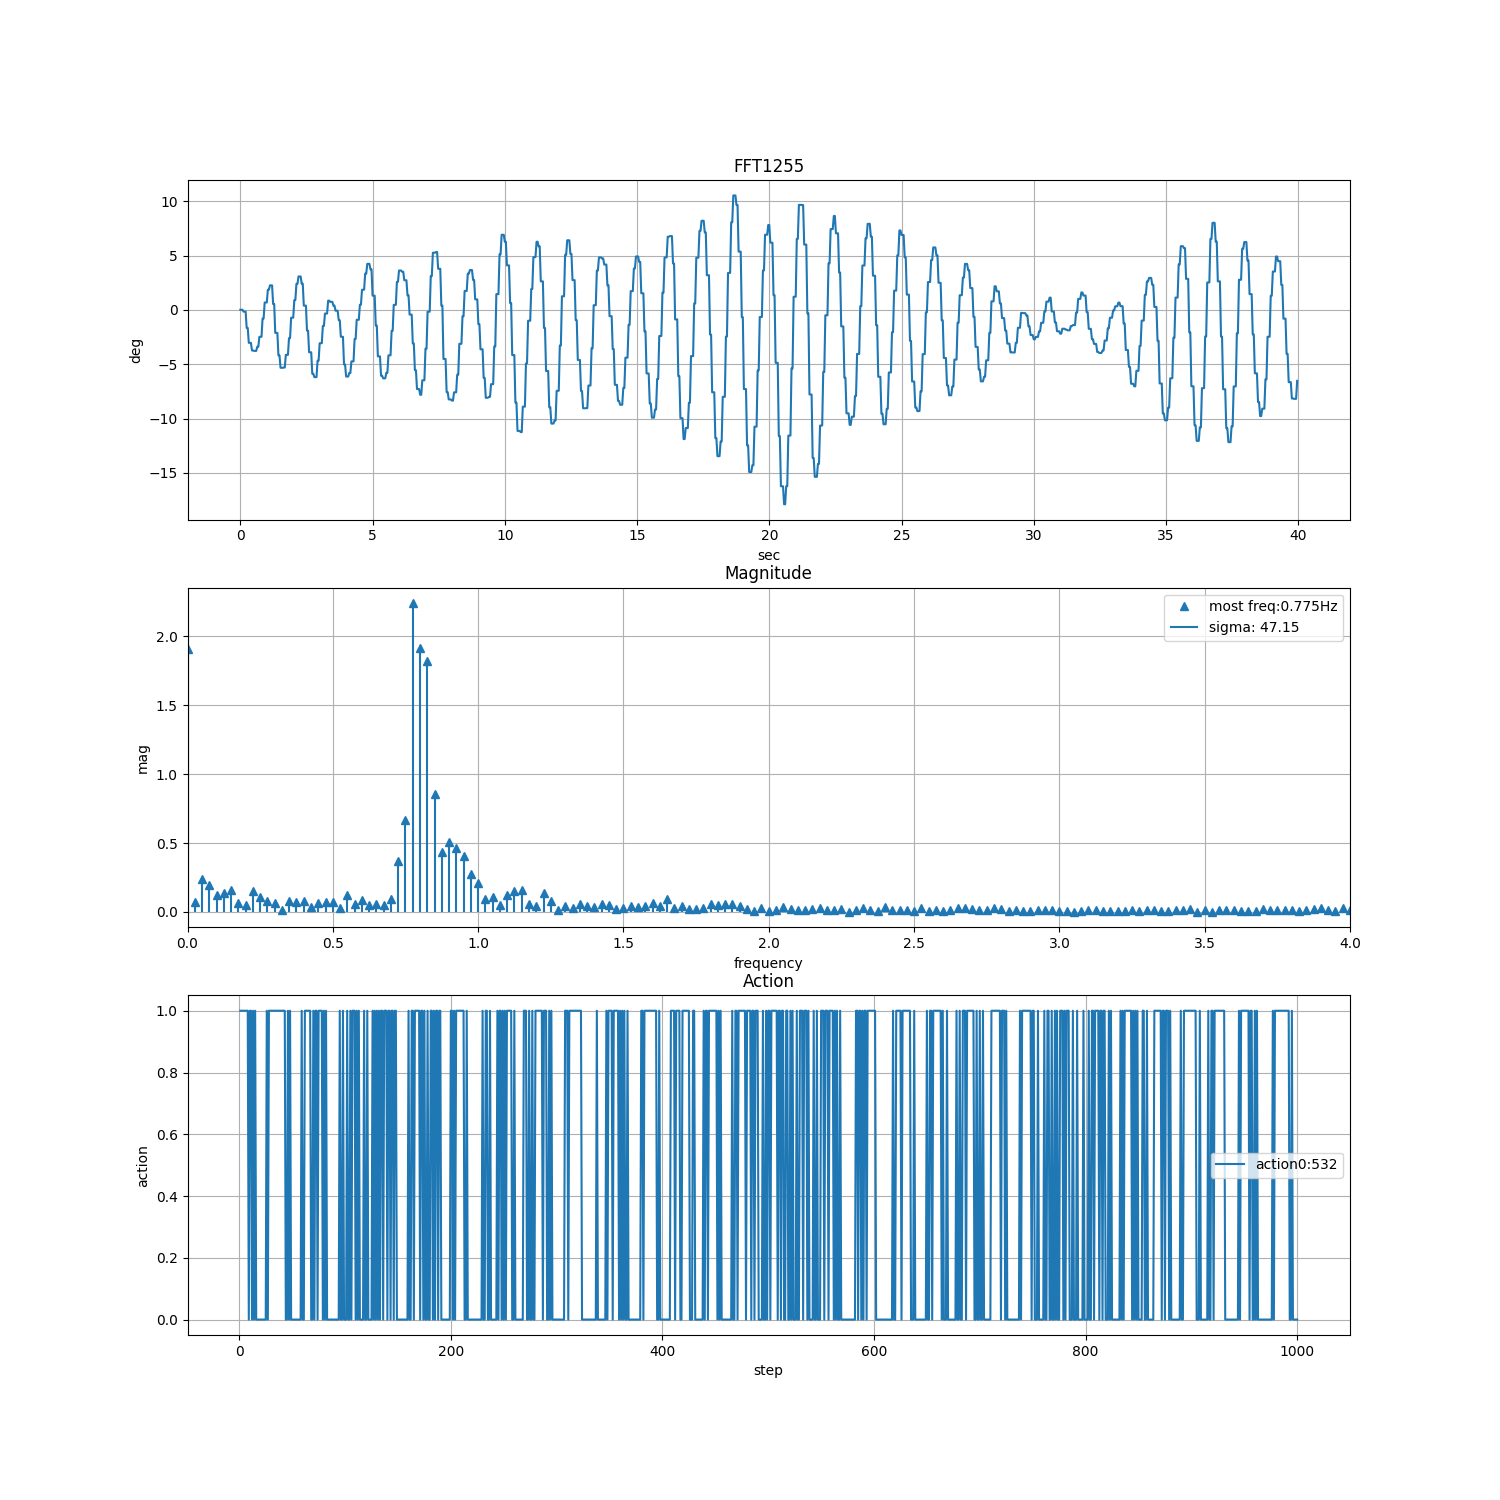 FFT1255
10
5
0
−5
−10
−15
deg
0 5 10 15 20 25 30 35 40
sec
Magnitude
most freq:0.775Hz
sigma: 47.15
2.0
1.5
1.0
0.5
0.0
mag
0.0 0.5 1.0 1.5 2.0 2.5 3.0 3.5 4.0
frequency
Action
1.0
0.8
0.6
0.4
0.2
0.0
action
action0:532
0 200 400 600 800 1000
step